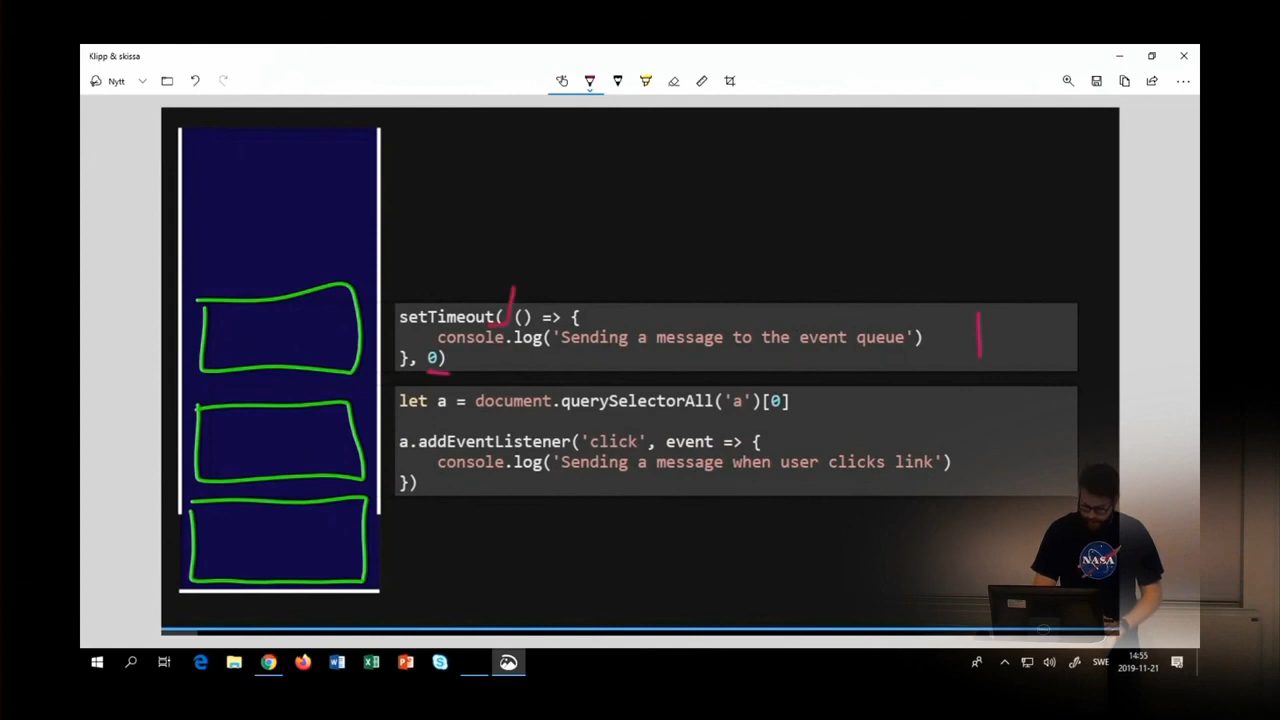 Klipp & skissa
Nytt
setTimeout( () => {
console.log('Sending a message to the event queue')
}, 0)
let a = document.querySelectorAll('a')[0]
a.addEventListener('click', event => {
console.log('Sending a message when user clicks link')
})
NASA
SWE
14:55
2019-11-21